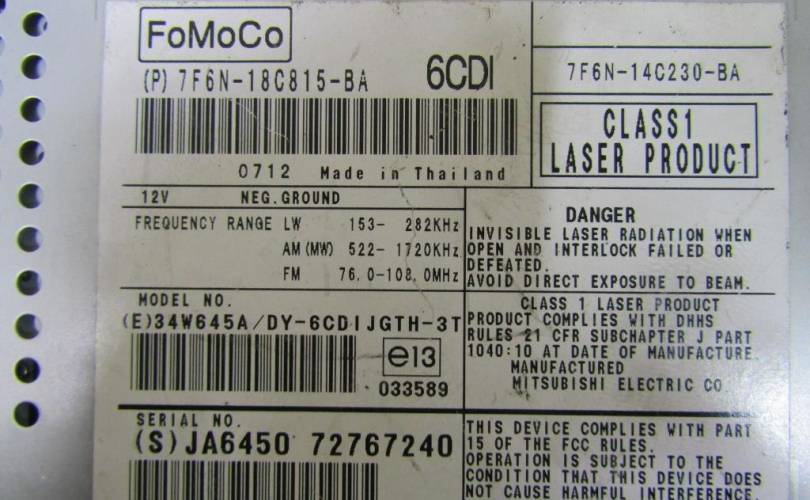 FoMoCo
(P) 7F6N-18C815-BA 6CDI
0712 Made in Thailand
7F6N-14C230-BA
CLASS1
LASER PRODUCT
12V NEG.GROUND
FREQUENCY RANGE LW 153- 282KHz
AM (MW) 522- 1720KHz
FM 76.0-108.0MHz
MODEL NO.
(E)34W645A/DY-6CDIJGTH-3T
e13
033589
SERIAL NO.
(S)JA6450 72767240
DANGER
INVISIBLE LASER RADIATION WHEN
OPEN AND INTERLOCK FAILED OR
DEFEATED.
AVOID DIRECT EXPOSURE TO BEAM.
CLASS 1 LASER PRODUCT
PRODUCT COMPLIES WITH DHHS
RULES 21 CFR SUBCHAPTER J PART
1040:10 AT DATE OF MANUFACTURE.
MANUFACTURED
MITSUBISHI ELECTRIC CO.
THIS DEVICE COMPLIES WITH PART
15 OF THE FCC RULES.
OPERATION IS SUBJECT TO THE
CONDITION THAT THIS DEVICE DOES
NOT CAUSE HARMFUL INTERFERENCE.